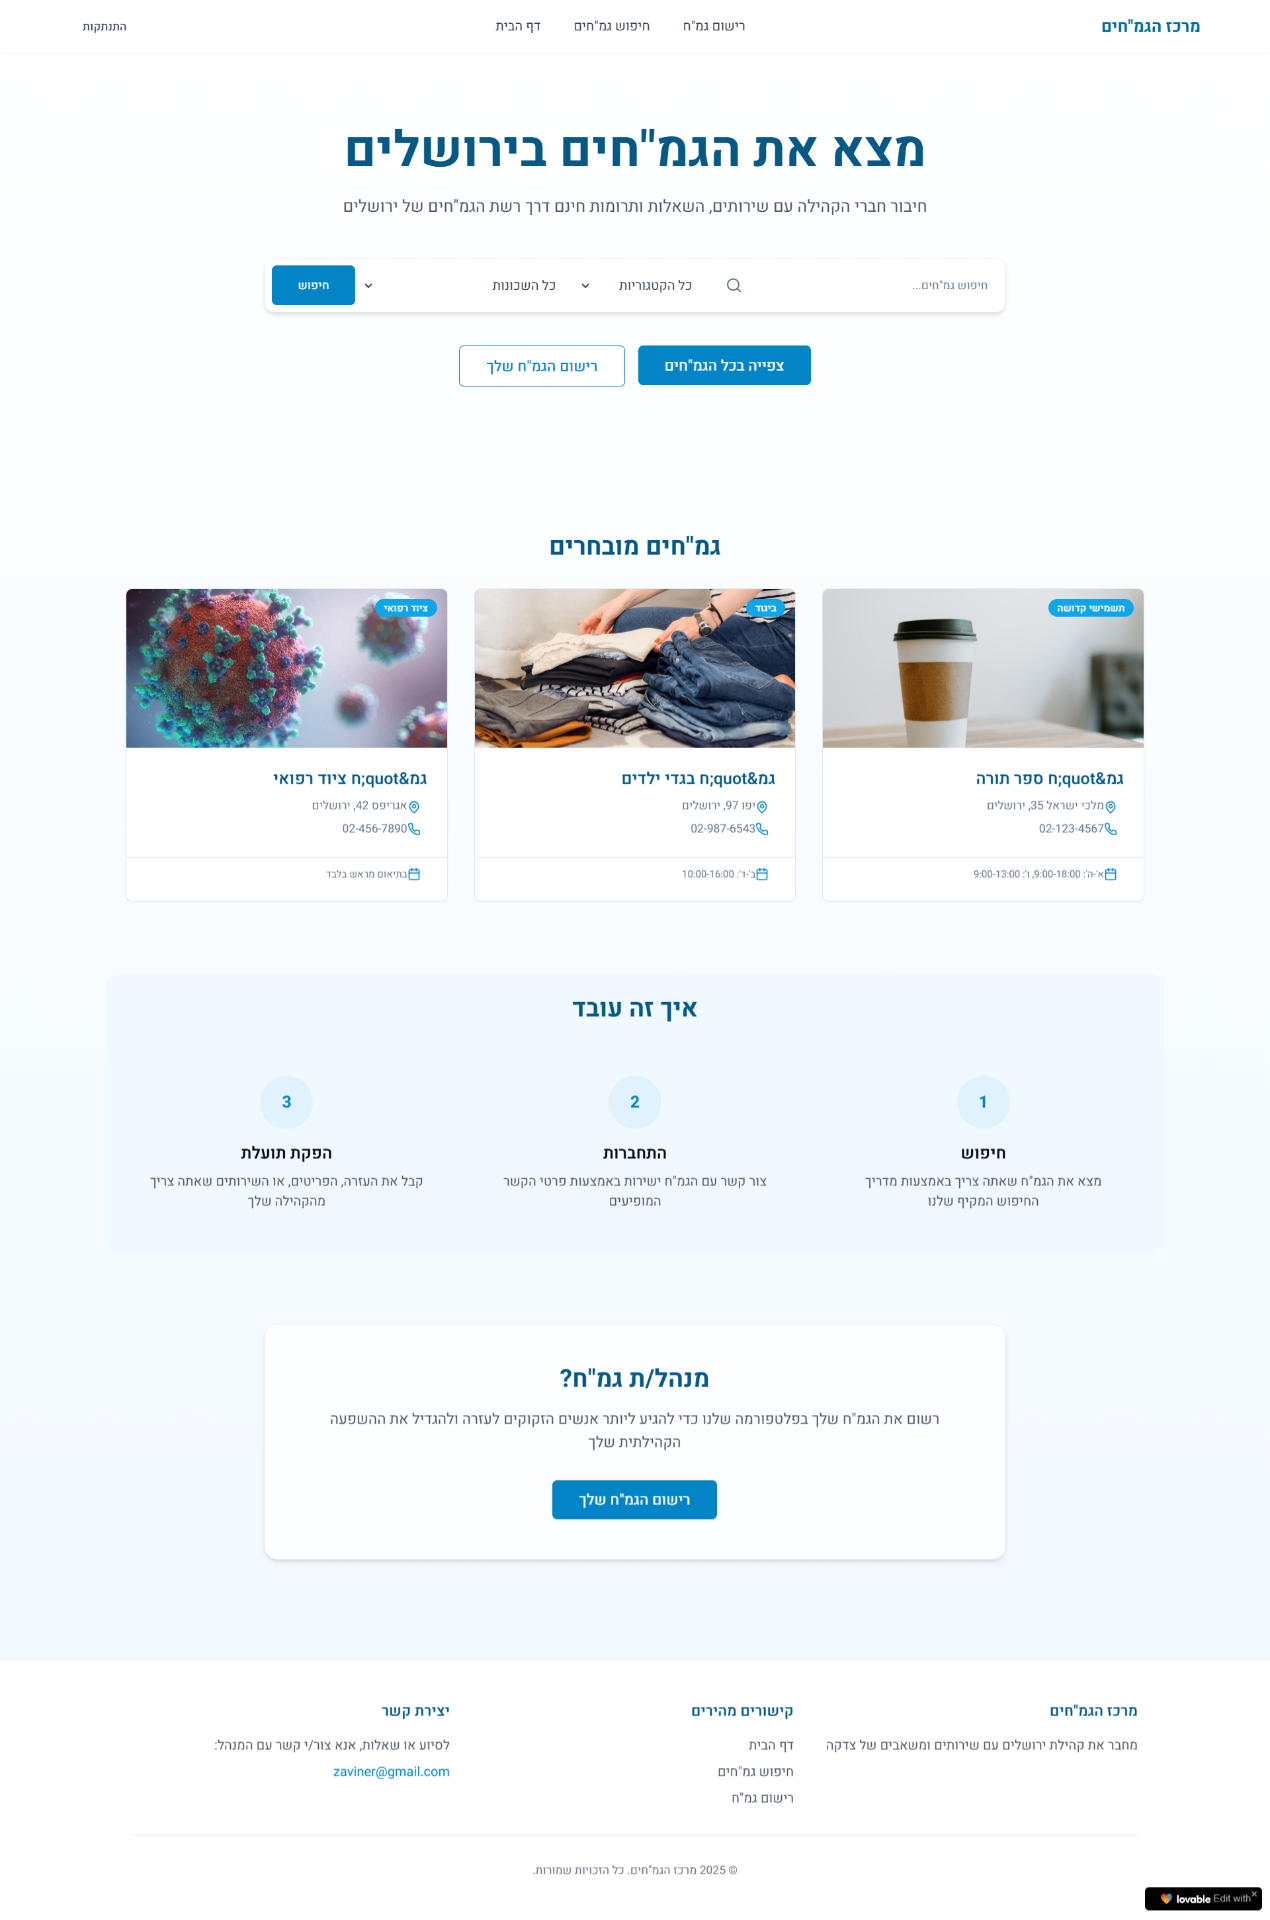 מרכז הגמ"חים
רישום גמ"ח
חיפוש גמ"חים
דף הבית
התנתקות
מצא את הגמ"חים בירושלים
חיבור חברי הקהילה עם שירותים, השאלות ותרומות חינם דרך רשת הגמ"חים של ירושלים
חיפוש גמ"חים...
כל הקטגוריות
כל השכונות
חיפוש
צפייה בכל הגמ"חים
רישום הגמ"ח שלך
גמ"חים מובחרים
תשמישי קדושה
גמ&quot;ח ספר תורה
מלכי ישראל 35, ירושלים
02-123-4567
א'-ה': 9:00-18:00, ו': 9:00-13:00
ביגוד
גמ&quot;ח בגדי ילדים
יפו 97, ירושלים
02-987-6543
ב'-ד': 10:00-16:00
ציוד רפואי
גמ&quot;ח ציוד רפואי
אגריפס 42, ירושלים
02-456-7890
בתיאום מראש בלבד
איך זה עובד
1
חיפוש
מצא את הגמ"ח שאתה צריך באמצעות מדריך
החיפוש המקיף שלנו
2
התחברות
צור קשר עם הגמ"ח ישירות באמצעות פרטי הקשר
המופיעים
3
הפקת תועלת
קבל את העזרה, הפריטים, או השירותים שאתה צריך
מהקהילה שלך
מנהל/ת גמ"ח?
רשום את הגמ"ח שלך בפלטפורמה שלנו כדי להגיע ליותר אנשים הזקוקים לעזרה ולהגדיל את ההשפעה
הקהילתית שלך
רישום הגמ"ח שלך
מרכז הגמ"חים
מחבר את קהילת ירושלים עם שירותים ומשאבים של צדקה
קישורים מהירים
דף הבית
חיפוש גמ"חים
רישום גמ"ח
יצירת קשר
לסיוע או שאלות, אנא צור/י קשר עם המנהל:
zaviner@gmail.com
© 2025 מרכז הגמ"חים. כל הזכויות שמורות.
Edit with lovable